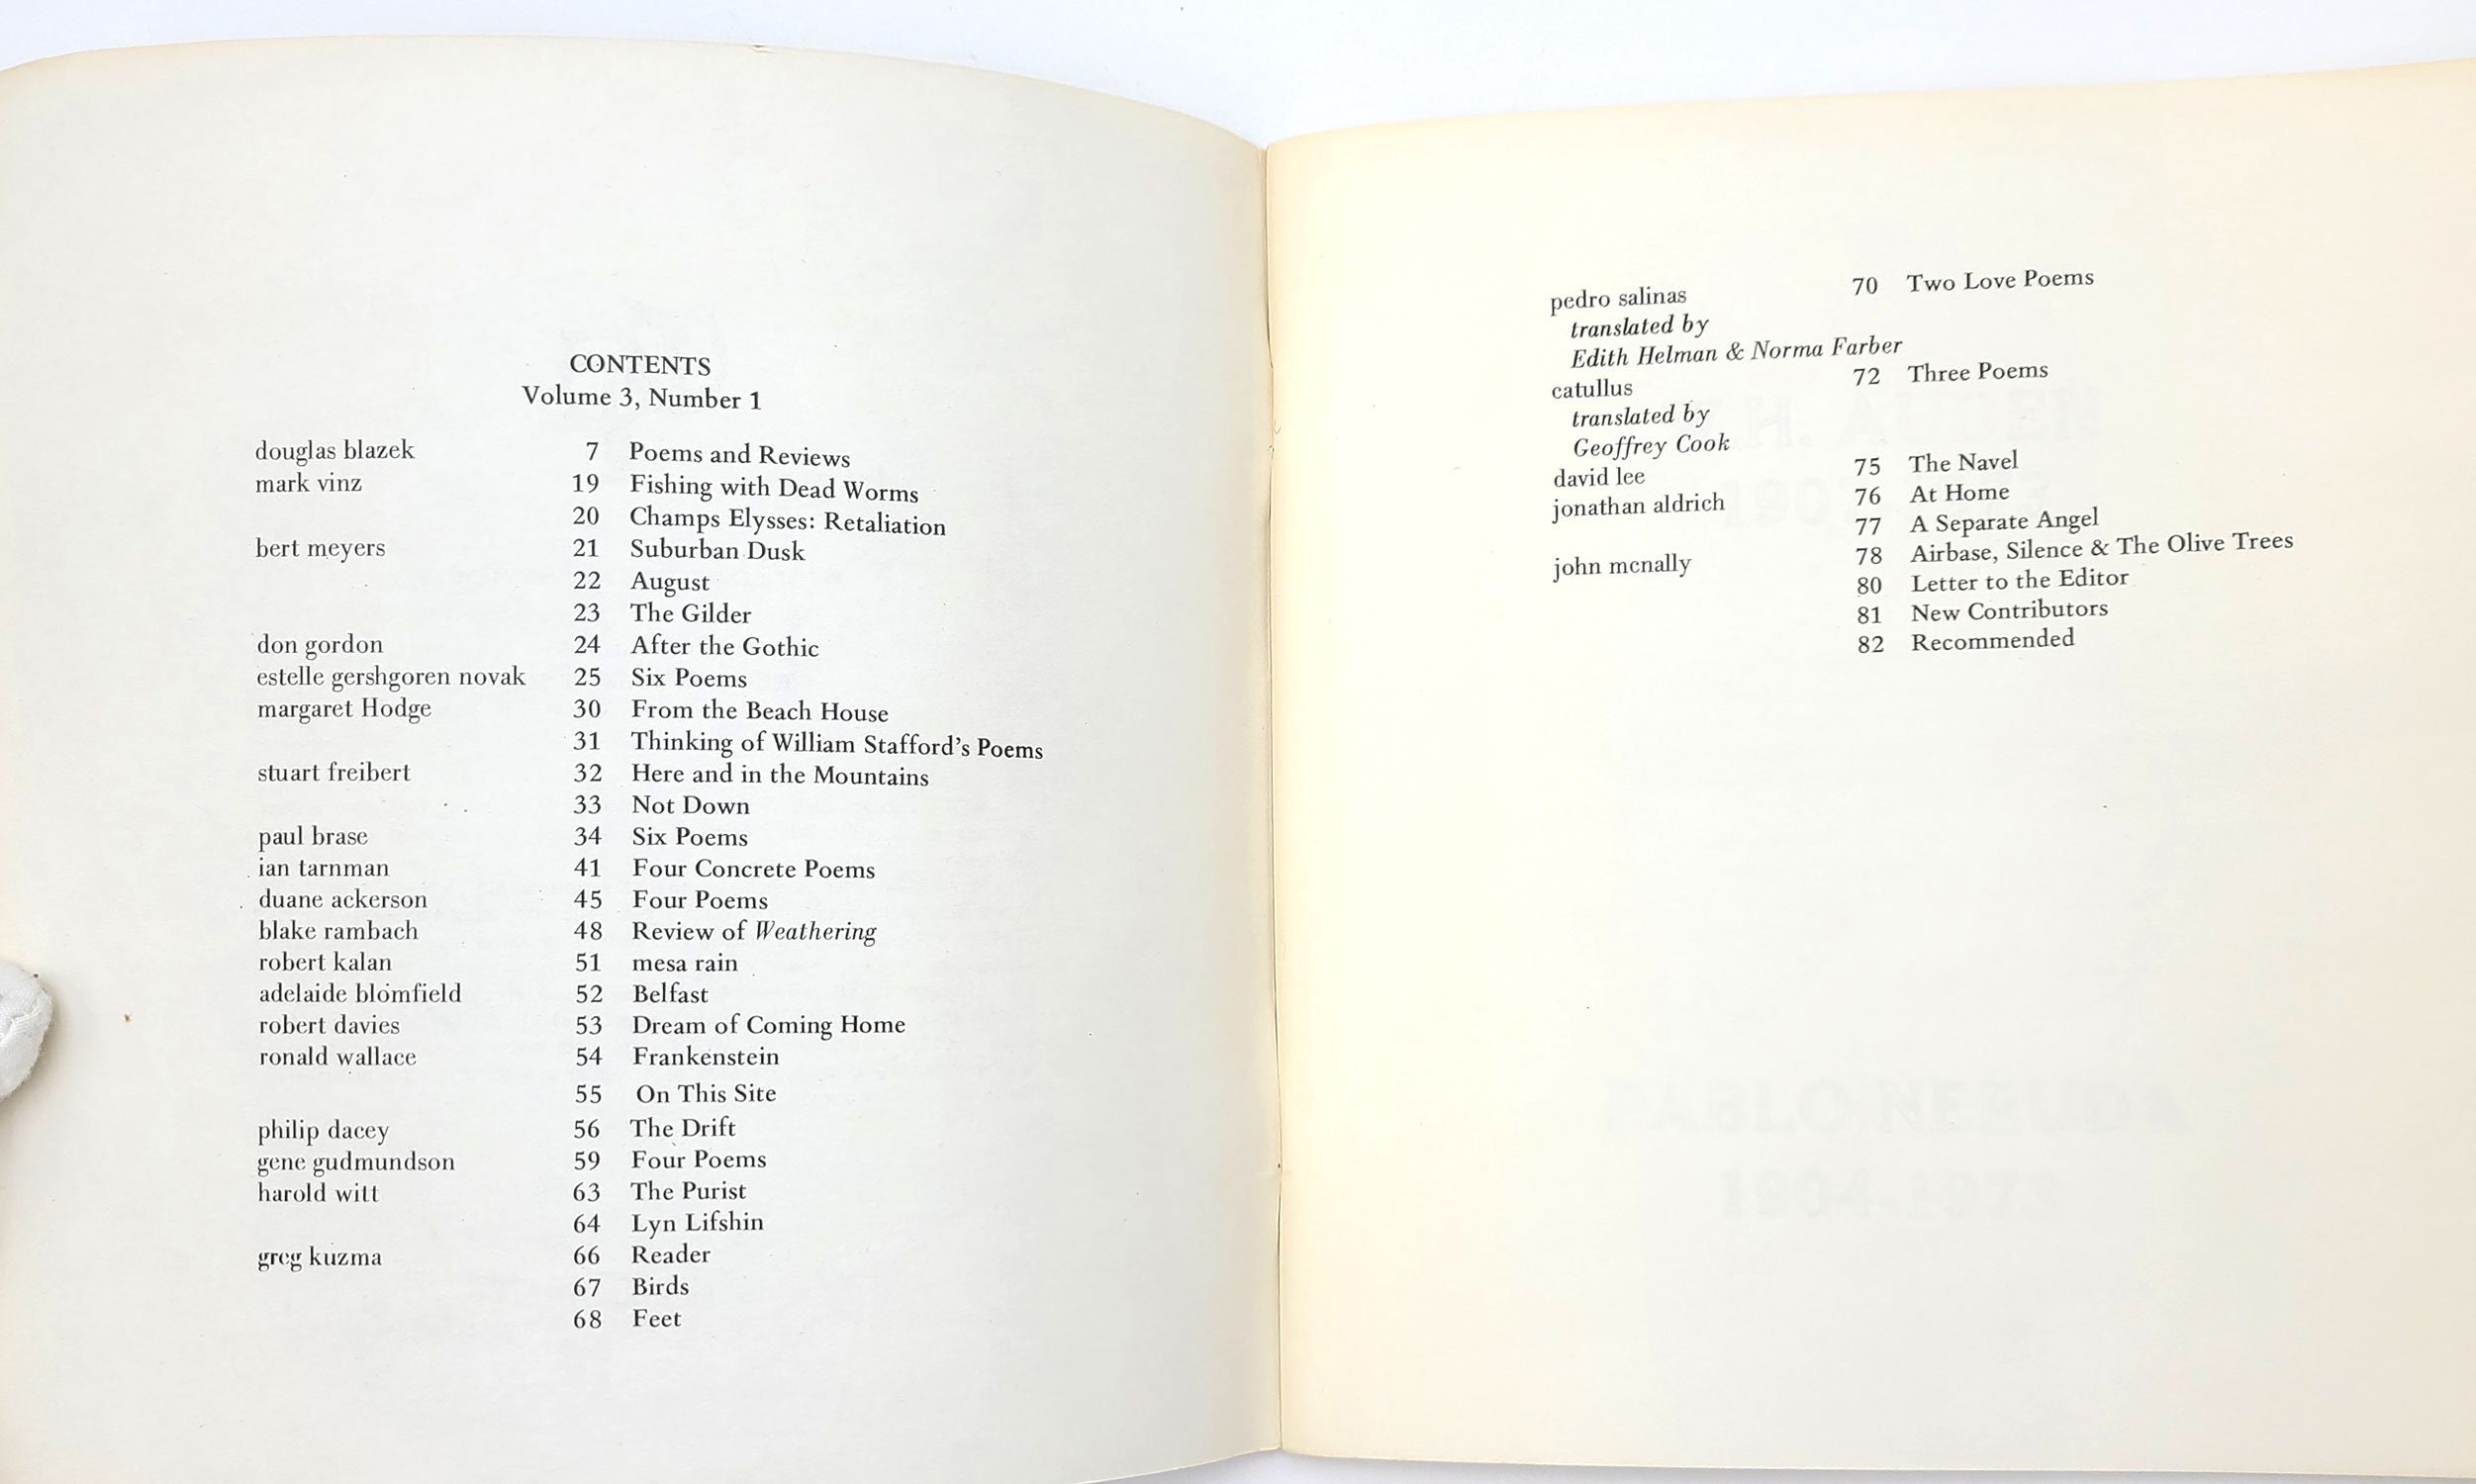 CONTENTS
Volume 3, Number 1
douglas blazek 7 Poems and Reviews
mark vinz 19 Fishing with Dead Worms
20 Champs Elysses: Retaliation
bert meyers 21 Suburban Dusk
22 August
23 The Gilder
don gordon 24 After the Gothic
estelle gershgoren novak 25 Six Poems
margaret Hodge 30 From the Beach House
31 Thinking of William Stafford's Poems
stuart freibert 32 Here and in the Mountains
33 Not Down
paul brase 34 Six Poems
ian tarnman 41 Four Concrete Poems
duane ackerson 45 Four Poems
blake rambach 48 Review of Weathering
robert kalan 51 mesa rain
adelaide blomfield 52 Belfast
robert davies 53 Dream of Coming Home
ronald wallace 54 Frankenstein
55 On This Site
philip dacey 56 The Drift
gene gudmundson 59 Four Poems
harold witt 63 The Purist
64 Lyn Lifshin
greg kuzma 66 Reader
67 Birds
68 Feet
pedro salinas 70 Two Love Poems
translated by
Edith Helman & Norma Farber
catullus 72 Three Poems
translated by
Geoffrey Cook
david lee 75 The Navel
jonathan aldrich 76 At Home
77 A Separate Angel
john mcnally 78 Airbase, Silence & The Olive Trees
80 Letter to the Editor
81 New Contributors
82 Recommended
H. AUDEN
PABLO NERUDA
1904-1973